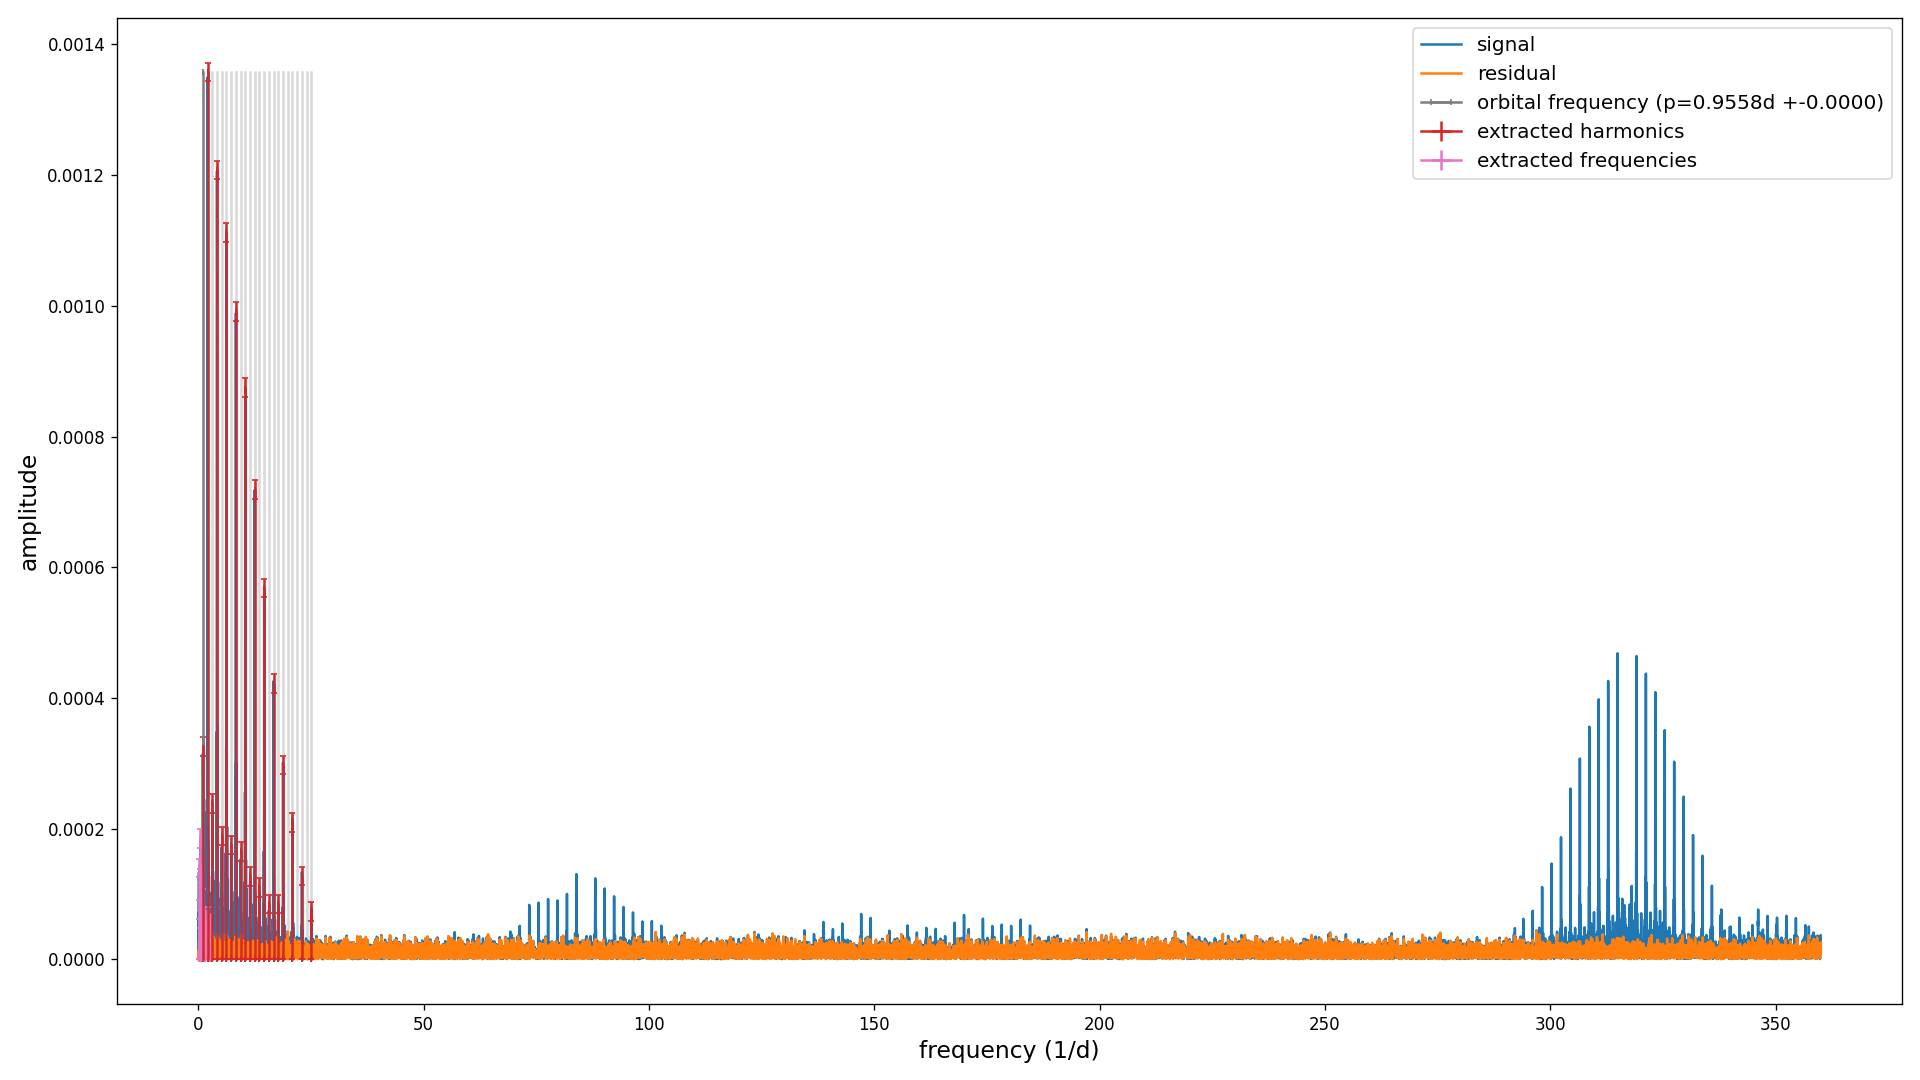 signal
residual
orbital frequency (p=0.9558d +-0.0000)
extracted harmonics
extracted frequencies
amplitude
0.0014
0.0012
0.0010
0.0008
0.0006
0.0004
0.0002
0.0000
0 50 100 150 200 250 300 350
frequency (1/d)